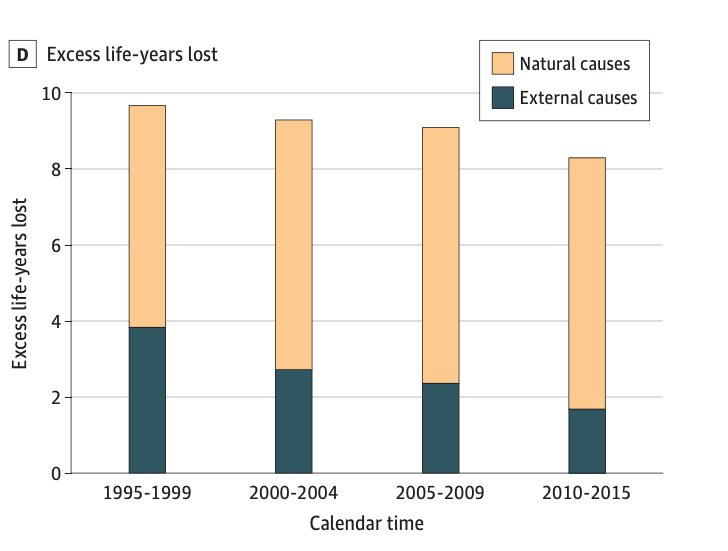 D Excess life-years lost
Natural causes
External causes
Excess life-years lost
10
8
6
4
2
0
1995-1999 2000-2004 2005-2009 2010-2015
Calendar time